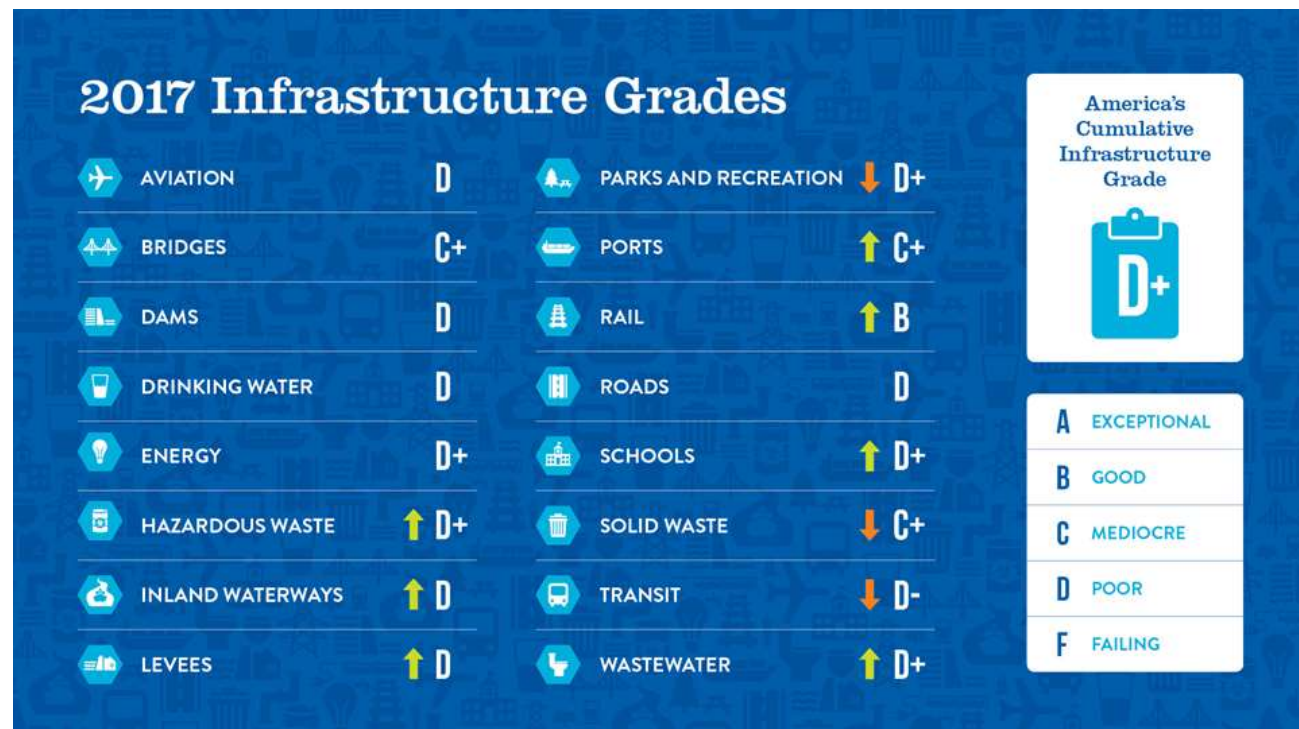 2017 Infrastructure Grades
AVIATION D
BRIDGES C+
DAMS D
DRINKING WATER D
ENERGY D+
HAZARDOUS WASTE D+
INLAND WATERWAYS D
LEVEES D
PARKS AND RECREATION D+
PORTS C+
RAIL B
ROADS D
SCHOOLS D+
SOLID WASTE C+
TRANSIT D-
WASTEWATER D+
America's
Cumulative
Infrastructure
Grade
D+
A EXCEPTIONAL
B GOOD
C MEDIOCRE
D POOR
F FAILING